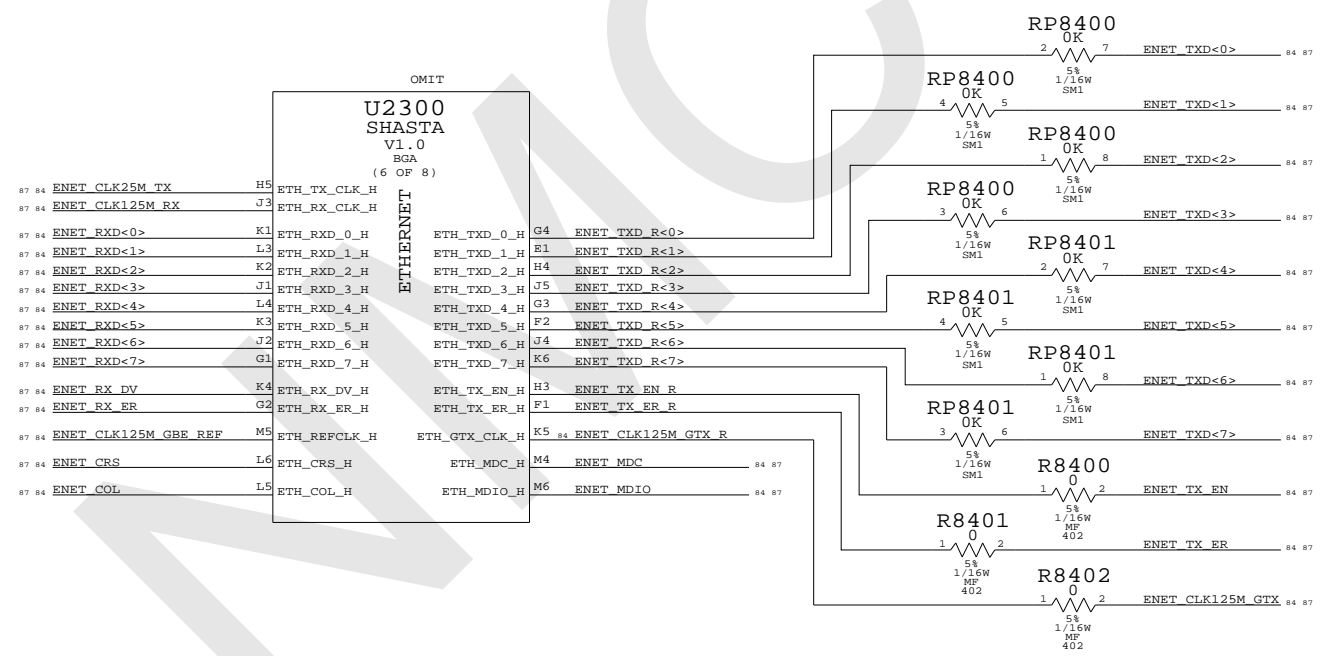 OMIT
U2300
SHASTA
V1.0
BGA
(6 OF 8)
ETHERNET
87 84 ENET_CLK25M_TX H5 ETH_TX_CLK_H
87 84 ENET_CLK125M_RX J3 ETH_RX_CLK_H
87 84 ENET_RXD<0> K1 ETH_RXD_0_H ETH_TXD_0_H G4 ENET_TXD_R<0>
87 84 ENET_RXD<1> L3 ETH_RXD_1_H ETH_TXD_1_H E1 ENET_TXD_R<1>
87 84 ENET_RXD<2> K2 ETH_RXD_2_H ETH_TXD_2_H H4 ENET_TXD_R<2>
87 84 ENET_RXD<3> J1 ETH_RXD_3_H ETH_TXD_3_H J5 ENET_TXD_R<3>
87 84 ENET_RXD<4> L4 ETH_RXD_4_H ETH_TXD_4_H G3 ENET_TXD_R<4>
87 84 ENET_RXD<5> K3 ETH_RXD_5_H ETH_TXD_5_H F2 ENET_TXD_R<5>
87 84 ENET_RXD<6> J2 ETH_RXD_6_H ETH_TXD_6_H J4 ENET_TXD_R<6>
87 84 ENET_RXD<7> G1 ETH_RXD_7_H ETH_TXD_7_H K6 ENET_TXD_R<7>
87 84 ENET_RX_DV K4 ETH_RX_DV_H ETH_TX_EN_H H3 ENET_TX_EN_R
87 84 ENET_RX_ER G2 ETH_RX_ER_H ETH_TX_ER_H F1 ENET_TX_ER_R
87 84 ENET_CLK125M_GBE_REF M5 ETH_REFCLK_H ETH_GTX_CLK_H K5 84 ENET_CLK125M_GTX_R
87 84 ENET_CRS L6 ETH_CRS_H ETH_MDC_H M4 ENET_MDC 84 87
87 84 ENET_COL L5 ETH_COL_H ETH_MDIO_H M6 ENET_MDIO 84 87
RP8400
0K
2 7 ENET_TXD<0> 84 87
5%
1/16W
SM1
RP8400
0K
4 5 ENET_TXD<1> 84 87
5%
1/16W
SM1
RP8400
0K
1 8 ENET_TXD<2> 84 87
5%
1/16W
SM1
RP8400
0K
3 6 ENET_TXD<3> 84 87
5%
1/16W
SM1
RP8401
0K
2 7 ENET_TXD<4> 84 87
5%
1/16W
SM1
RP8401
0K
4 5 ENET_TXD<5> 84 87
5%
1/16W
SM1
RP8401
0K
1 8 ENET_TXD<6> 84 87
5%
1/16W
SM1
RP8401
0K
3 6 ENET_TXD<7> 84 87
5%
1/16W
SM1
R8400
0
1 2 ENET_TX_EN 84 87
5%
1/16W
MF
402
R8401
0
1 2 ENET_TX_ER 84 87
5%
1/16W
MF
402
R8402
0
1 2 ENET_CLK125M_GTX 84 87
5%
1/16W
MF
402